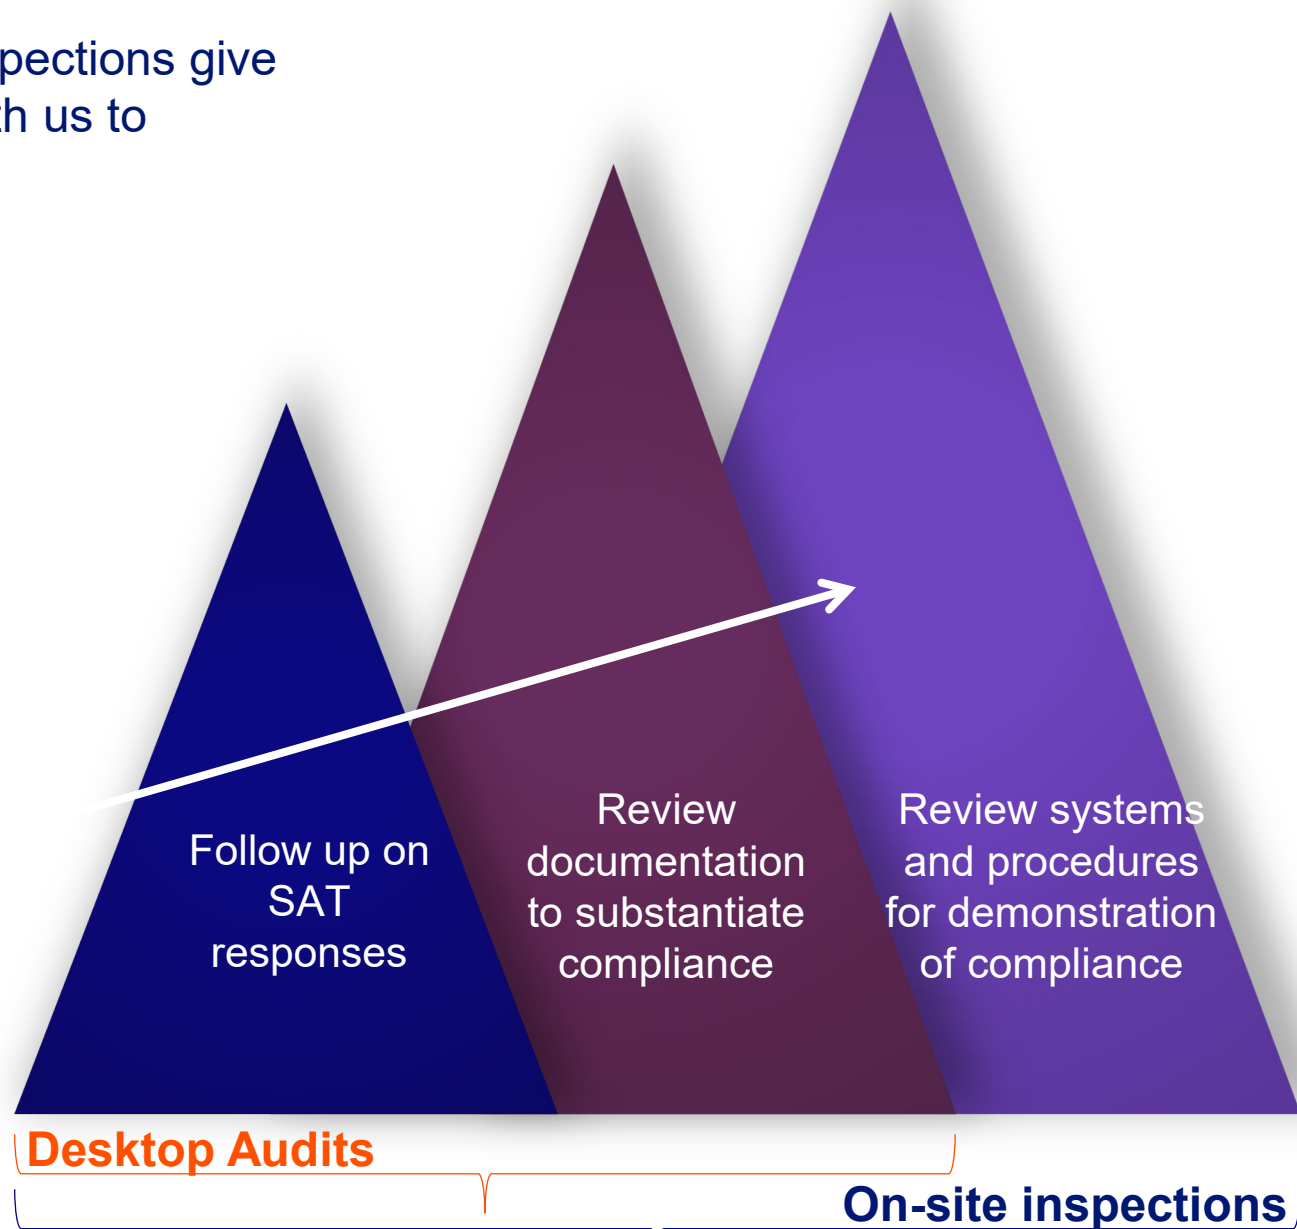 pections give
th us to
Follow up on
SAT
responses
Review
documentation
to substantiate
compliance
Review systems
and procedures
for demonstration
of compliance
Desktop Audits
On-site inspections